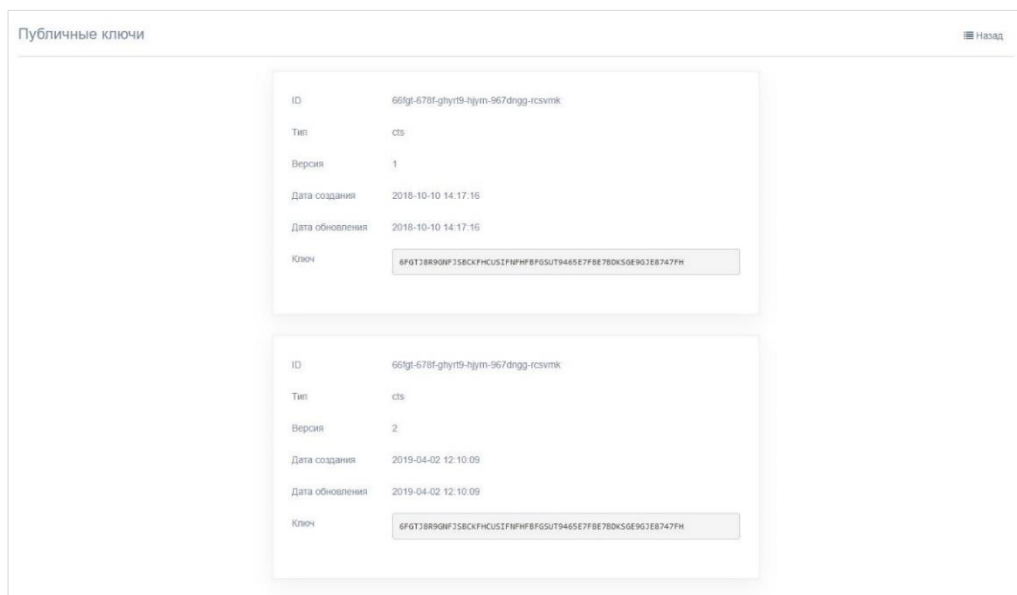 Публичные ключи
Назад
ID 66fgt-678f-ghyrt9-hjym-967dngg-rcsvmk
Тип cts
Версия 1
Дата создания 2018-10-10 14:17:16
Дата обновления 2018-10-10 14:17:16
Ключ 6FGTJ8R9GNFJSBCKFHCUSIFNFHFBFGSUT9465E7FBE7BDKSGE9GJE8747FH
ID 66fgt-678f-ghyrt9-hjym-967dngg-rcsvmk
Тип cts
Версия 2
Дата создания 2019-04-02 12:10:09
Дата обновления 2019-04-02 12:10:09
Ключ 6FGTJ8R9GNFJSBCKFHCUSIFNFHFBFGSUT9465E7FBE7BDKSGE9GJE8747FH